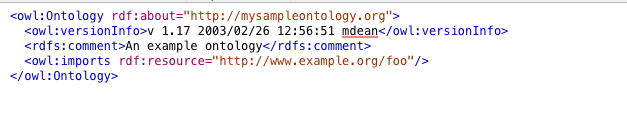 <owl:Ontology rdf:about="http://mysampleontology.org">
<owl:versionInfo>v 1.17 2003/02/26 12:56:51 mdean</owl:versionInfo>
<rdfs:comment>An example ontology</rdfs:comment>
<owl:imports rdf:resource="http://www.example.org/foo"/>
</owl:Ontology>